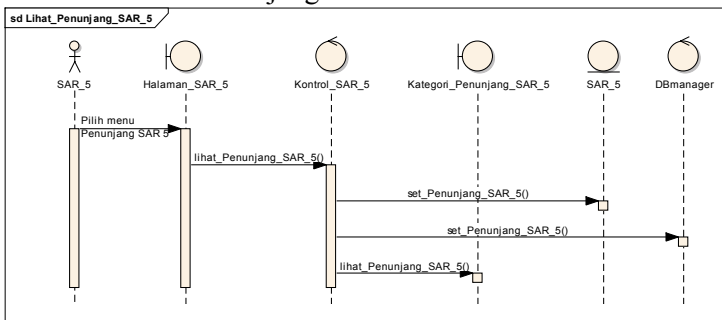 sd Lihat_Penunjang_SAR_5
SAR_5
Halaman_SAR_5
Kontrol_SAR_5
Kategori_Penunjang_SAR_5
SAR_5
DBmanager
Pilih menu
Penunjang SAR 5
lihat_Penunjang_SAR_5()
set_Penunjang_SAR_5()
set_Penunjang_SAR_5()
lihat_Penunjang_SAR_5()